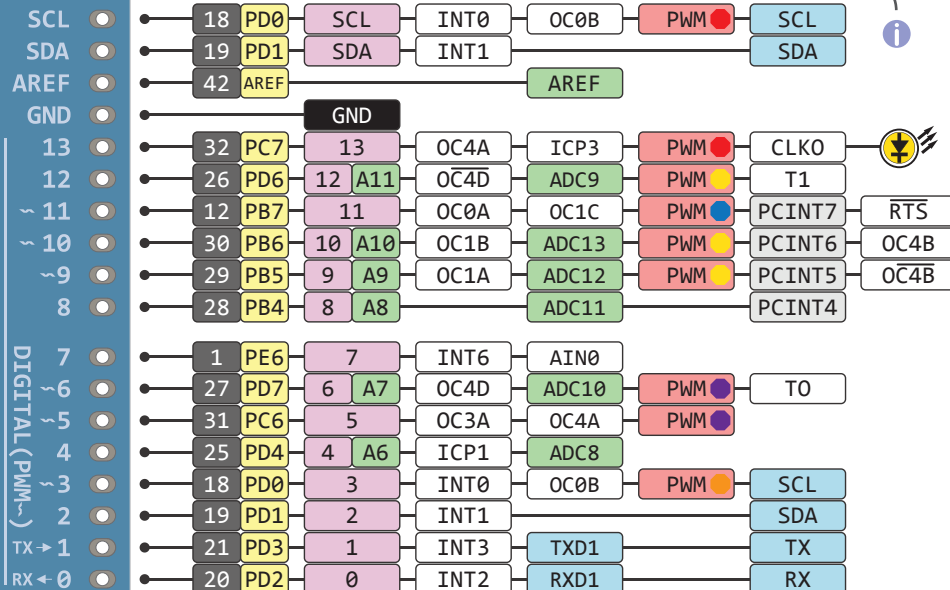 SCL 18 PD0 SCL INT0 OC0B PWM SCL
i
SDA 19 PD1 SDA INT1 SDA
AREF 42 AREF AREF
GND GND
13 32 PC7 13 OC4A ICP3 PWM CLKO
12 26 PD6 12 A11 OC4D ADC9 PWM T1
~ 11 12 PB7 11 OC0A OC1C PWM PCINT7 RTS
~ 10 30 PB6 10 A10 OC1B ADC13 PWM PCINT6 OC4B
~9 29 PB5 9 A9 OC1A ADC12 PWM PCINT5 OC4B
8 28 PB4 8 A8 ADC11 PCINT4
DIGITAL(PWM~)
7 1 PE6 7 INT6 AIN0
~6 27 PD7 6 A7 OC4D ADC10 PWM TO
~5 31 PC6 5 OC3A OC4A PWM
4 25 PD4 4 A6 ICP1 ADC8
~3 18 PD0 3 INT0 OC0B PWM SCL
2 19 PD1 2 INT1 SDA
TX→1 21 PD3 1 INT3 TXD1 TX
RX←0 20 PD2 0 INT2 RXD1 RX